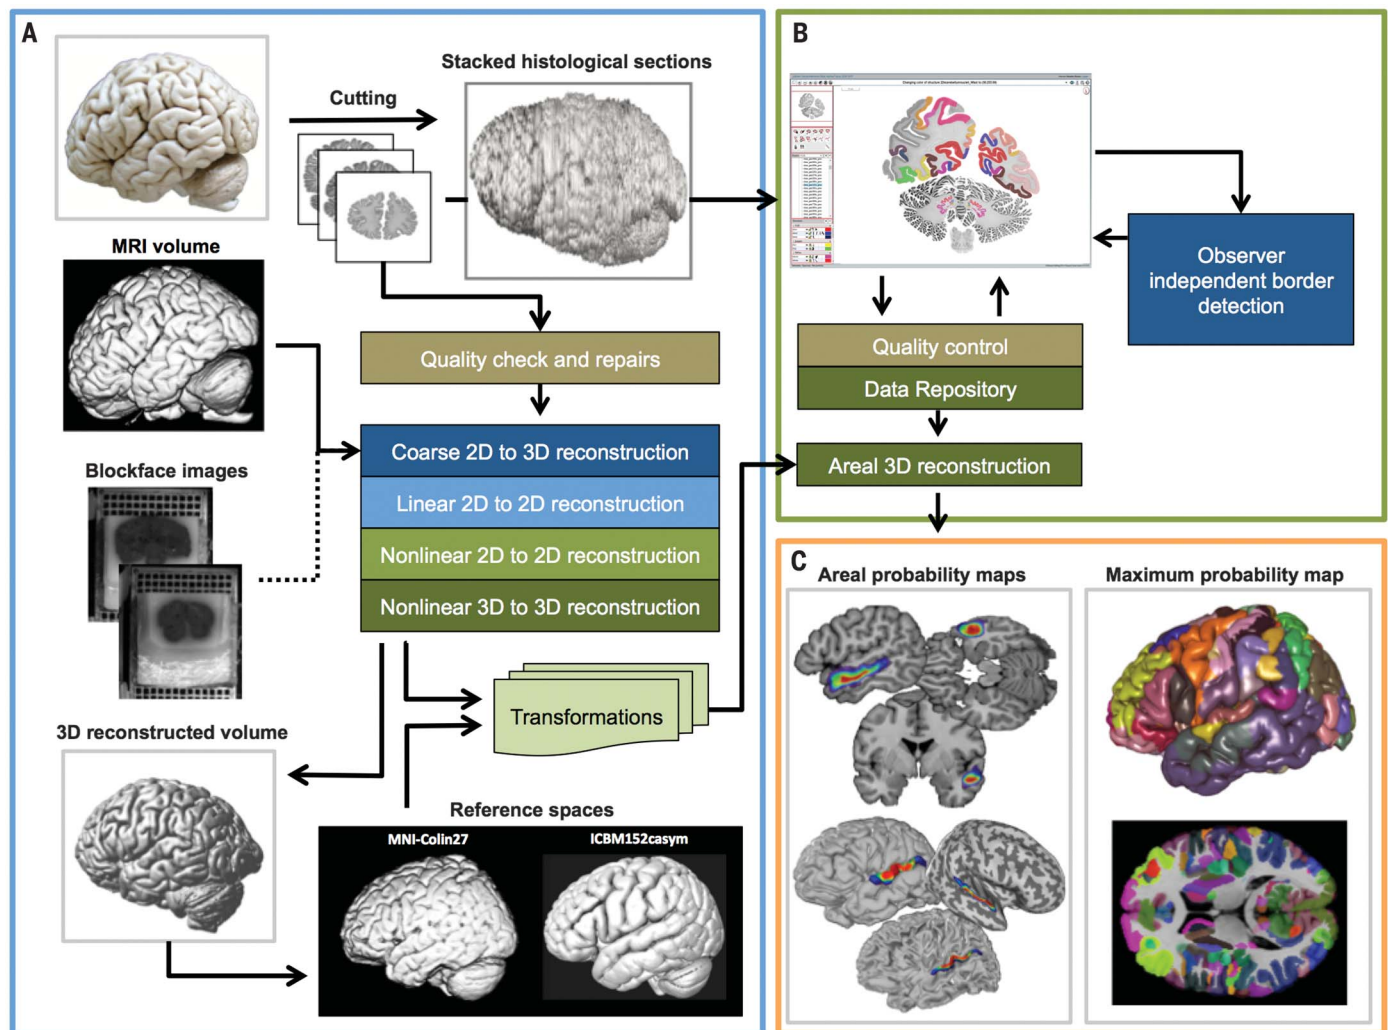 A
Cutting
Stacked histological sections
MRI volume
Quality check and repairs
Blockface images
Coarse 2D to 3D reconstruction
Linear 2D to 2D reconstruction
Nonlinear 2D to 2D reconstruction
Nonlinear 3D to 3D reconstruction
Transformations
3D reconstructed volume
Reference spaces
MNI-Colin27
ICBM152casym
B
Observer
independent border
detection
Quality control
Data Repository
Areal 3D reconstruction
C
Areal probability maps
Maximum probability map